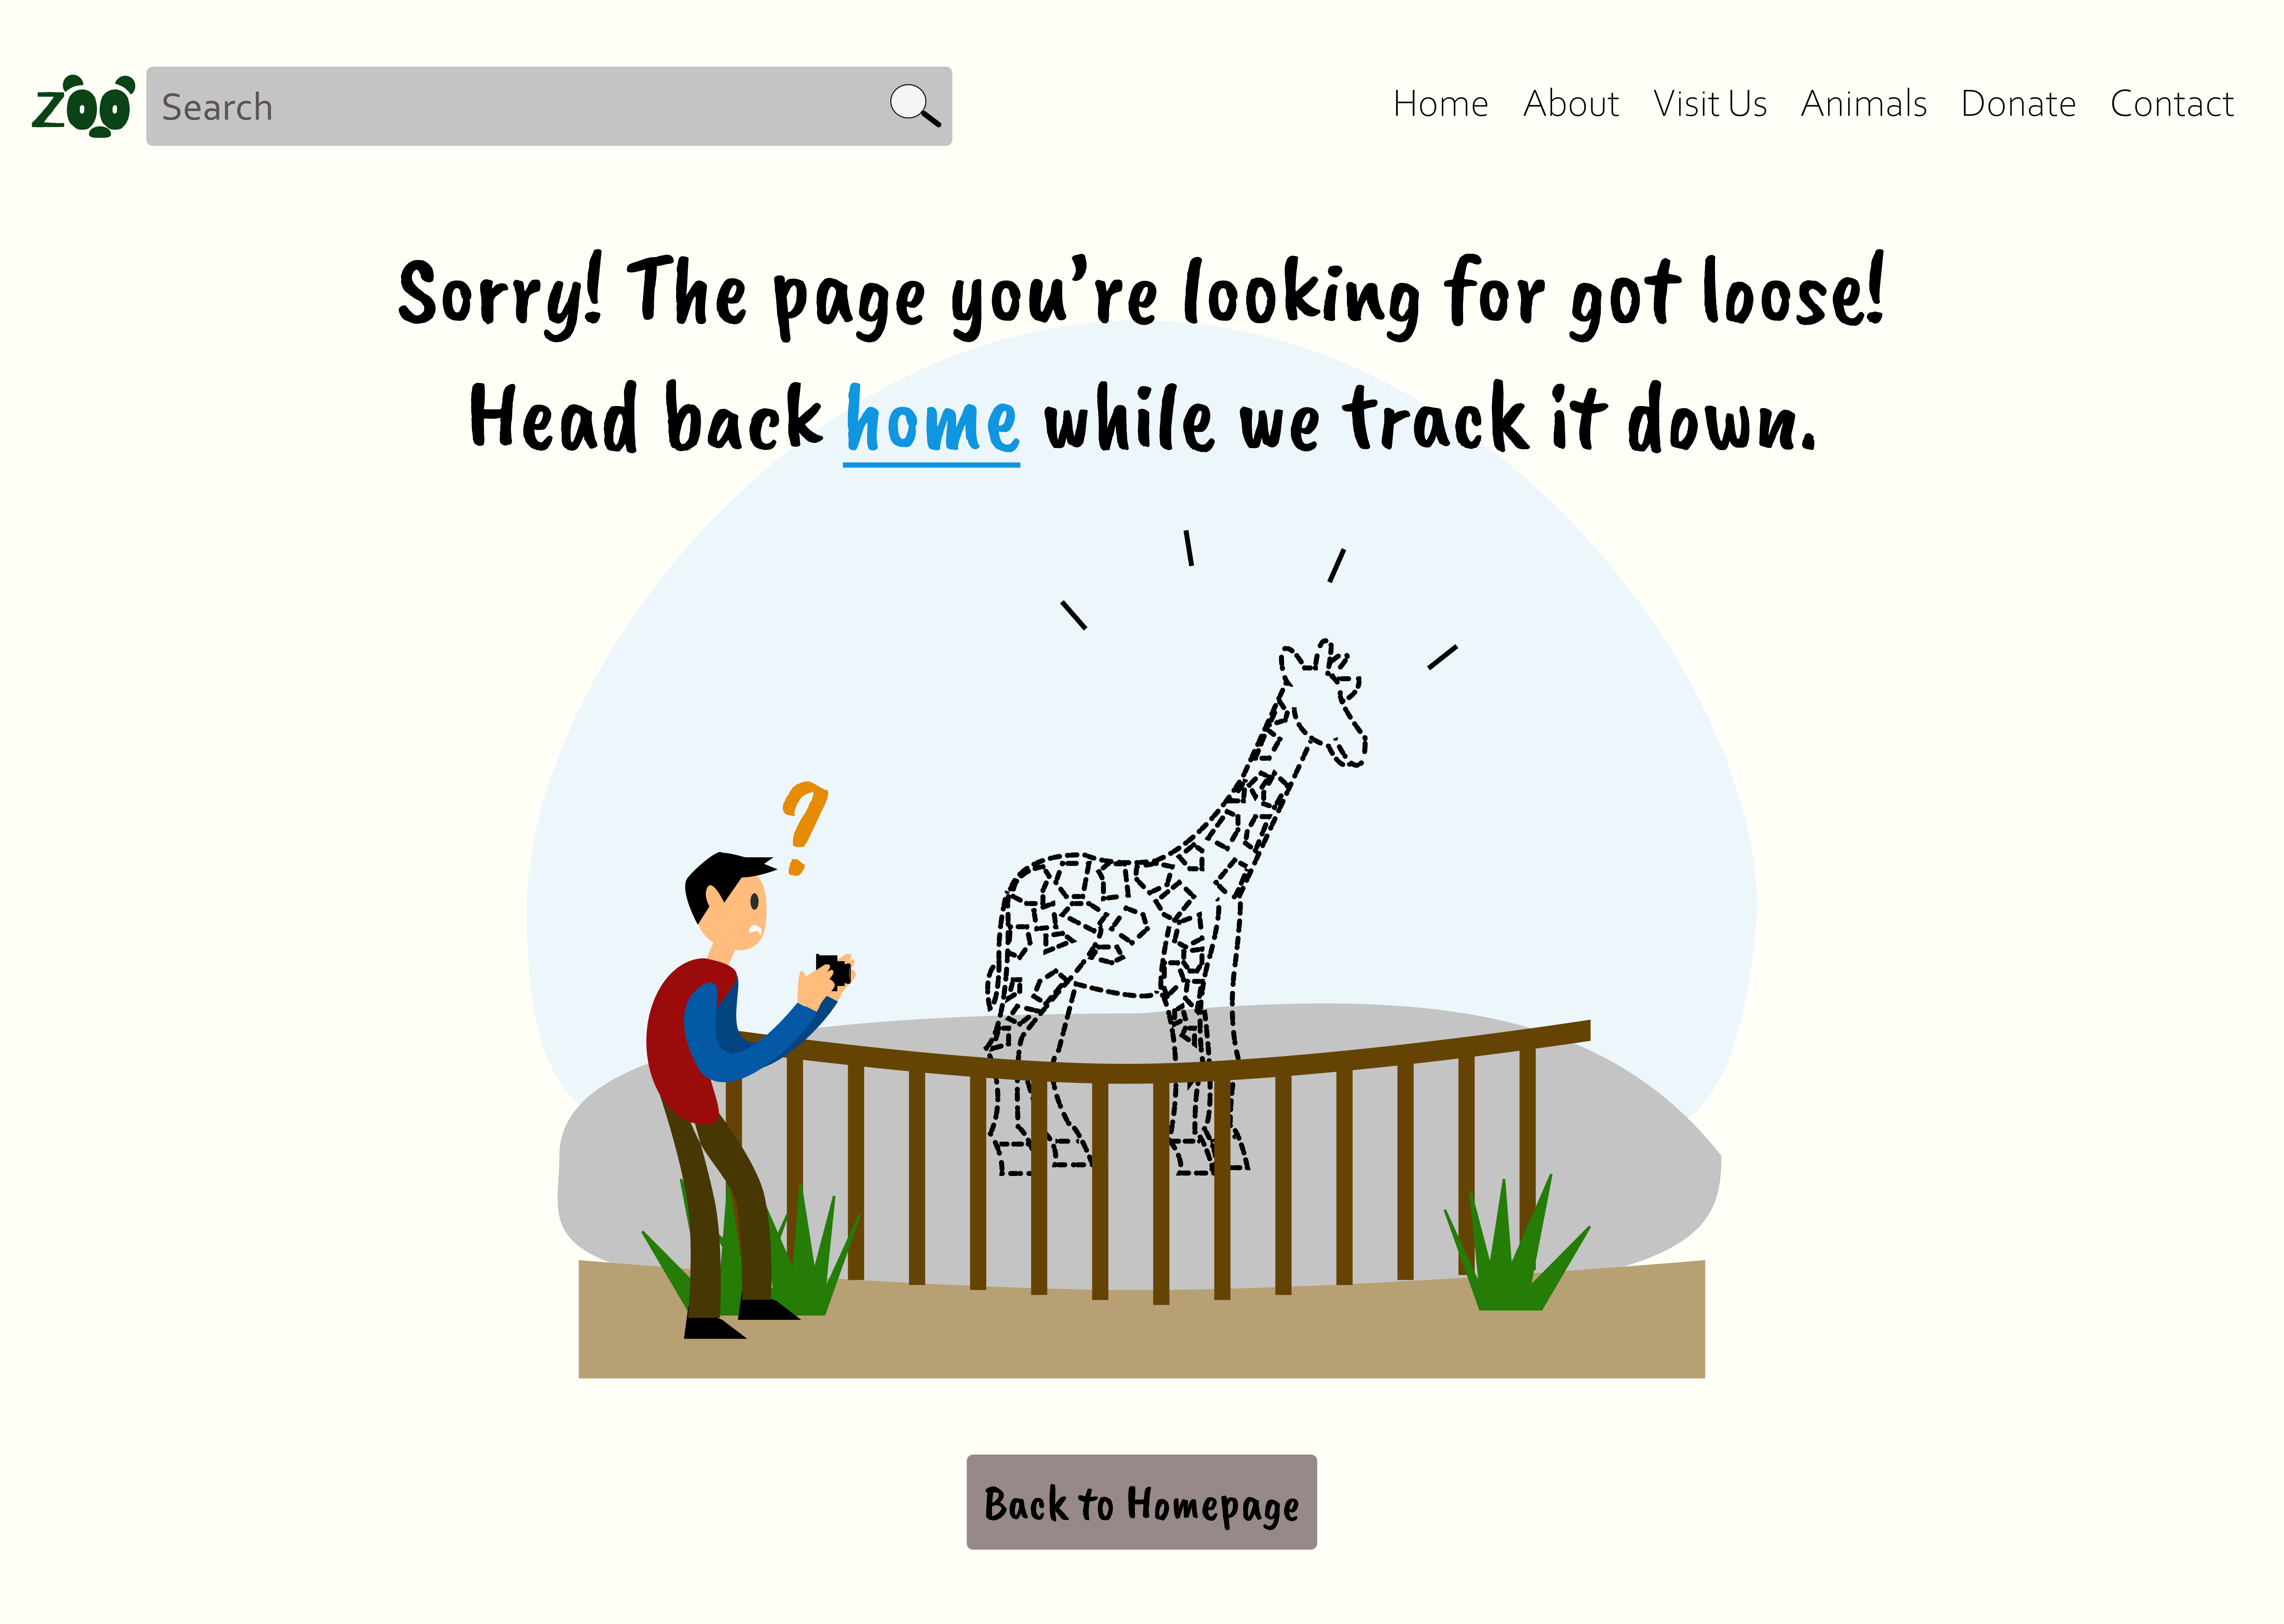 zoo
Search
Home About Visit Us Animals Donate Contact
Sorry! The page you're looking for got loose!
Head back home while we track it down.
?
Back to Homepage